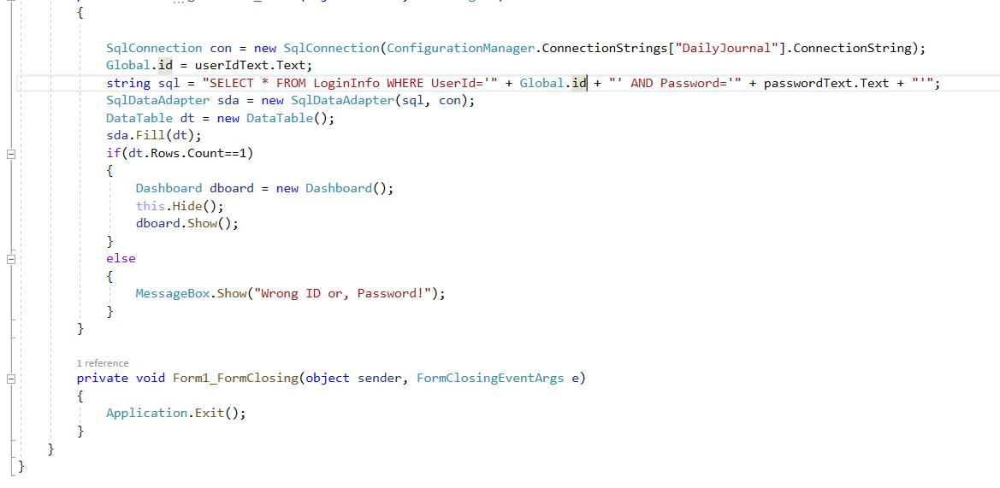 {
SqlConnection con = new SqlConnection(ConfigurationManager.ConnectionStrings["DailyJournal"].ConnectionString);
Global.id = userIdText.Text;
string sql = "SELECT * FROM LoginInfo WHERE UserId='" + Global.id + "' AND Password='" + passwordText.Text + "'";
SqlDataAdapter sda = new SqlDataAdapter(sql, con);
DataTable dt = new DataTable();
sda.Fill(dt);
if(dt.Rows.Count==1)
{
Dashboard dboard = new Dashboard();
this.Hide();
dboard.Show();
}
else
{
MessageBox.Show("Wrong ID or, Password!");
}
}
1 reference
private void Form1_FormClosing(object sender, FormClosingEventArgs e)
{
Application.Exit();
}
}
}